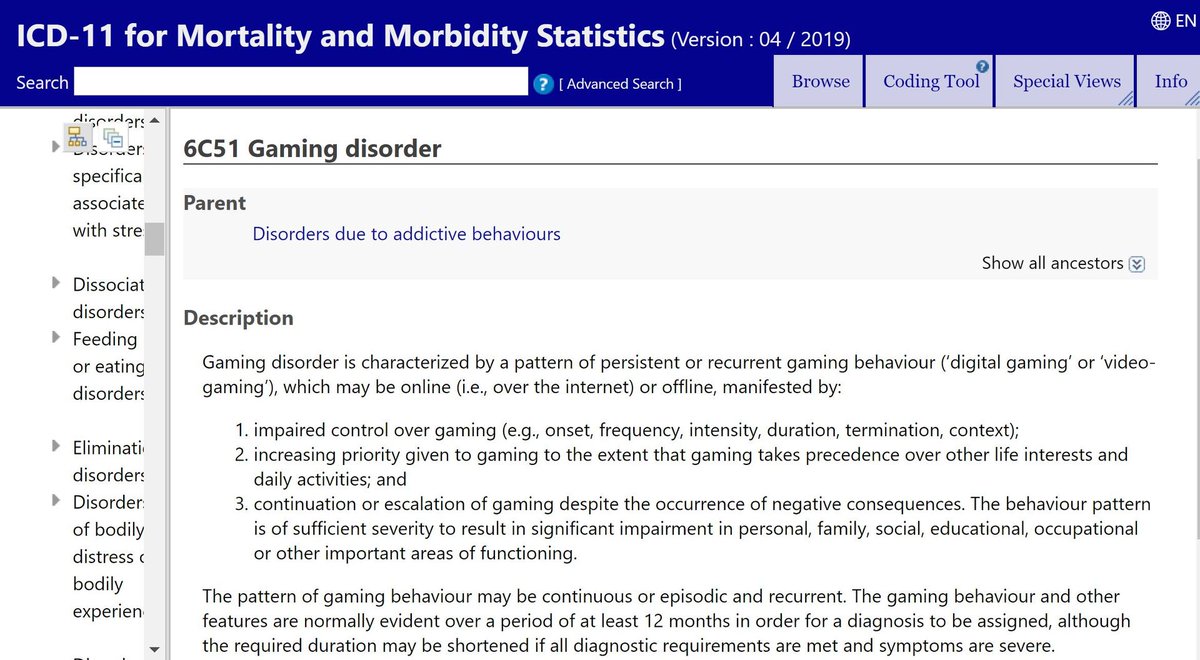 ICD-11 for Mortality and Morbidity Statistics (Version : 04 / 2019)
EN
Search
? [ Advanced Search ]
Browse
Coding Tool ?
Special Views
Info
disorders
Disorder
specifica
associate
with stre
Dissociat
disorders
Feeding
or eating
disorders
Eliminati
disorders
Disorder
of bodily
distress
bodily
experien
6C51 Gaming disorder
Parent
Disorders due to addictive behaviours
Show all ancestors
Description
Gaming disorder is characterized by a pattern of persistent or recurrent gaming behaviour (‘digital gaming’ or ‘video-
gaming’), which may be online (i.e., over the internet) or offline, manifested by:
1. impaired control over gaming (e.g., onset, frequency, intensity, duration, termination, context);
2. increasing priority given to gaming to the extent that gaming takes precedence over other life interests and
daily activities; and
3. continuation or escalation of gaming despite the occurrence of negative consequences. The behaviour pattern
is of sufficient severity to result in significant impairment in personal, family, social, educational, occupational
or other important areas of functioning.
The pattern of gaming behaviour may be continuous or episodic and recurrent. The gaming behaviour and other
features are normally evident over a period of at least 12 months in order for a diagnosis to be assigned, although
the required duration may be shortened if all diagnostic requirements are met and symptoms are severe.